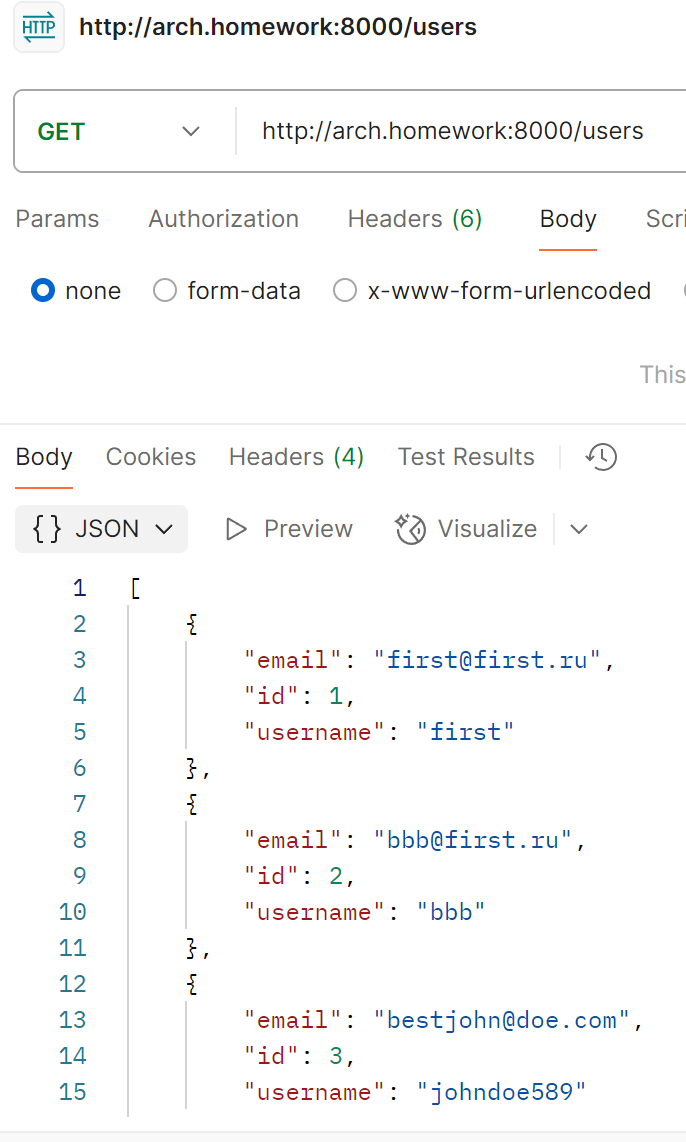 HTTP http://arch.homework:8000/users
GET http://arch.homework:8000/users
Params Authorization Headers (6) Body Scri
none form-data x-www-form-urlencoded
This
Body Cookies Headers (4) Test Results
{ } JSON Preview Visualize
1 [
2 {
3 "email": "first@first.ru",
4 "id": 1,
5 "username": "first"
6 },
7 {
8 "email": "bbb@first.ru",
9 "id": 2,
10 "username": "bbb"
11 },
12 {
13 "email": "bestjohn@doe.com",
14 "id": 3,
15 "username": "johndoe589"